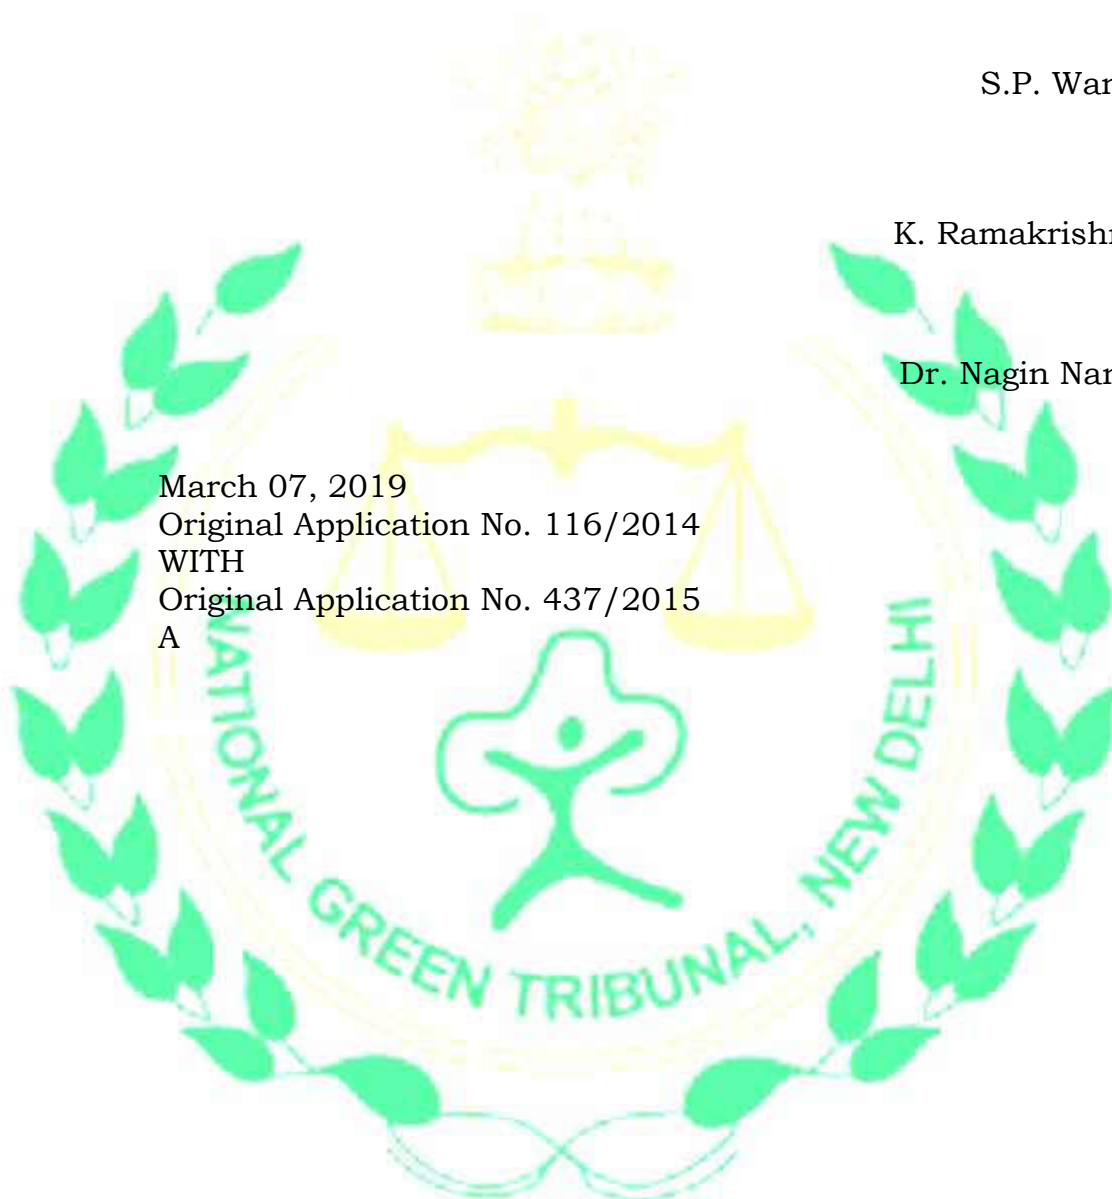 S.P. War
K. Ramakrishn
Dr. Nagin Nan
March 07, 2019
Original Application No. 116/2014
WITH
Original Application No. 437/2015
A
NATIONAL GREEN TRIBUNAL, NEW DELHI